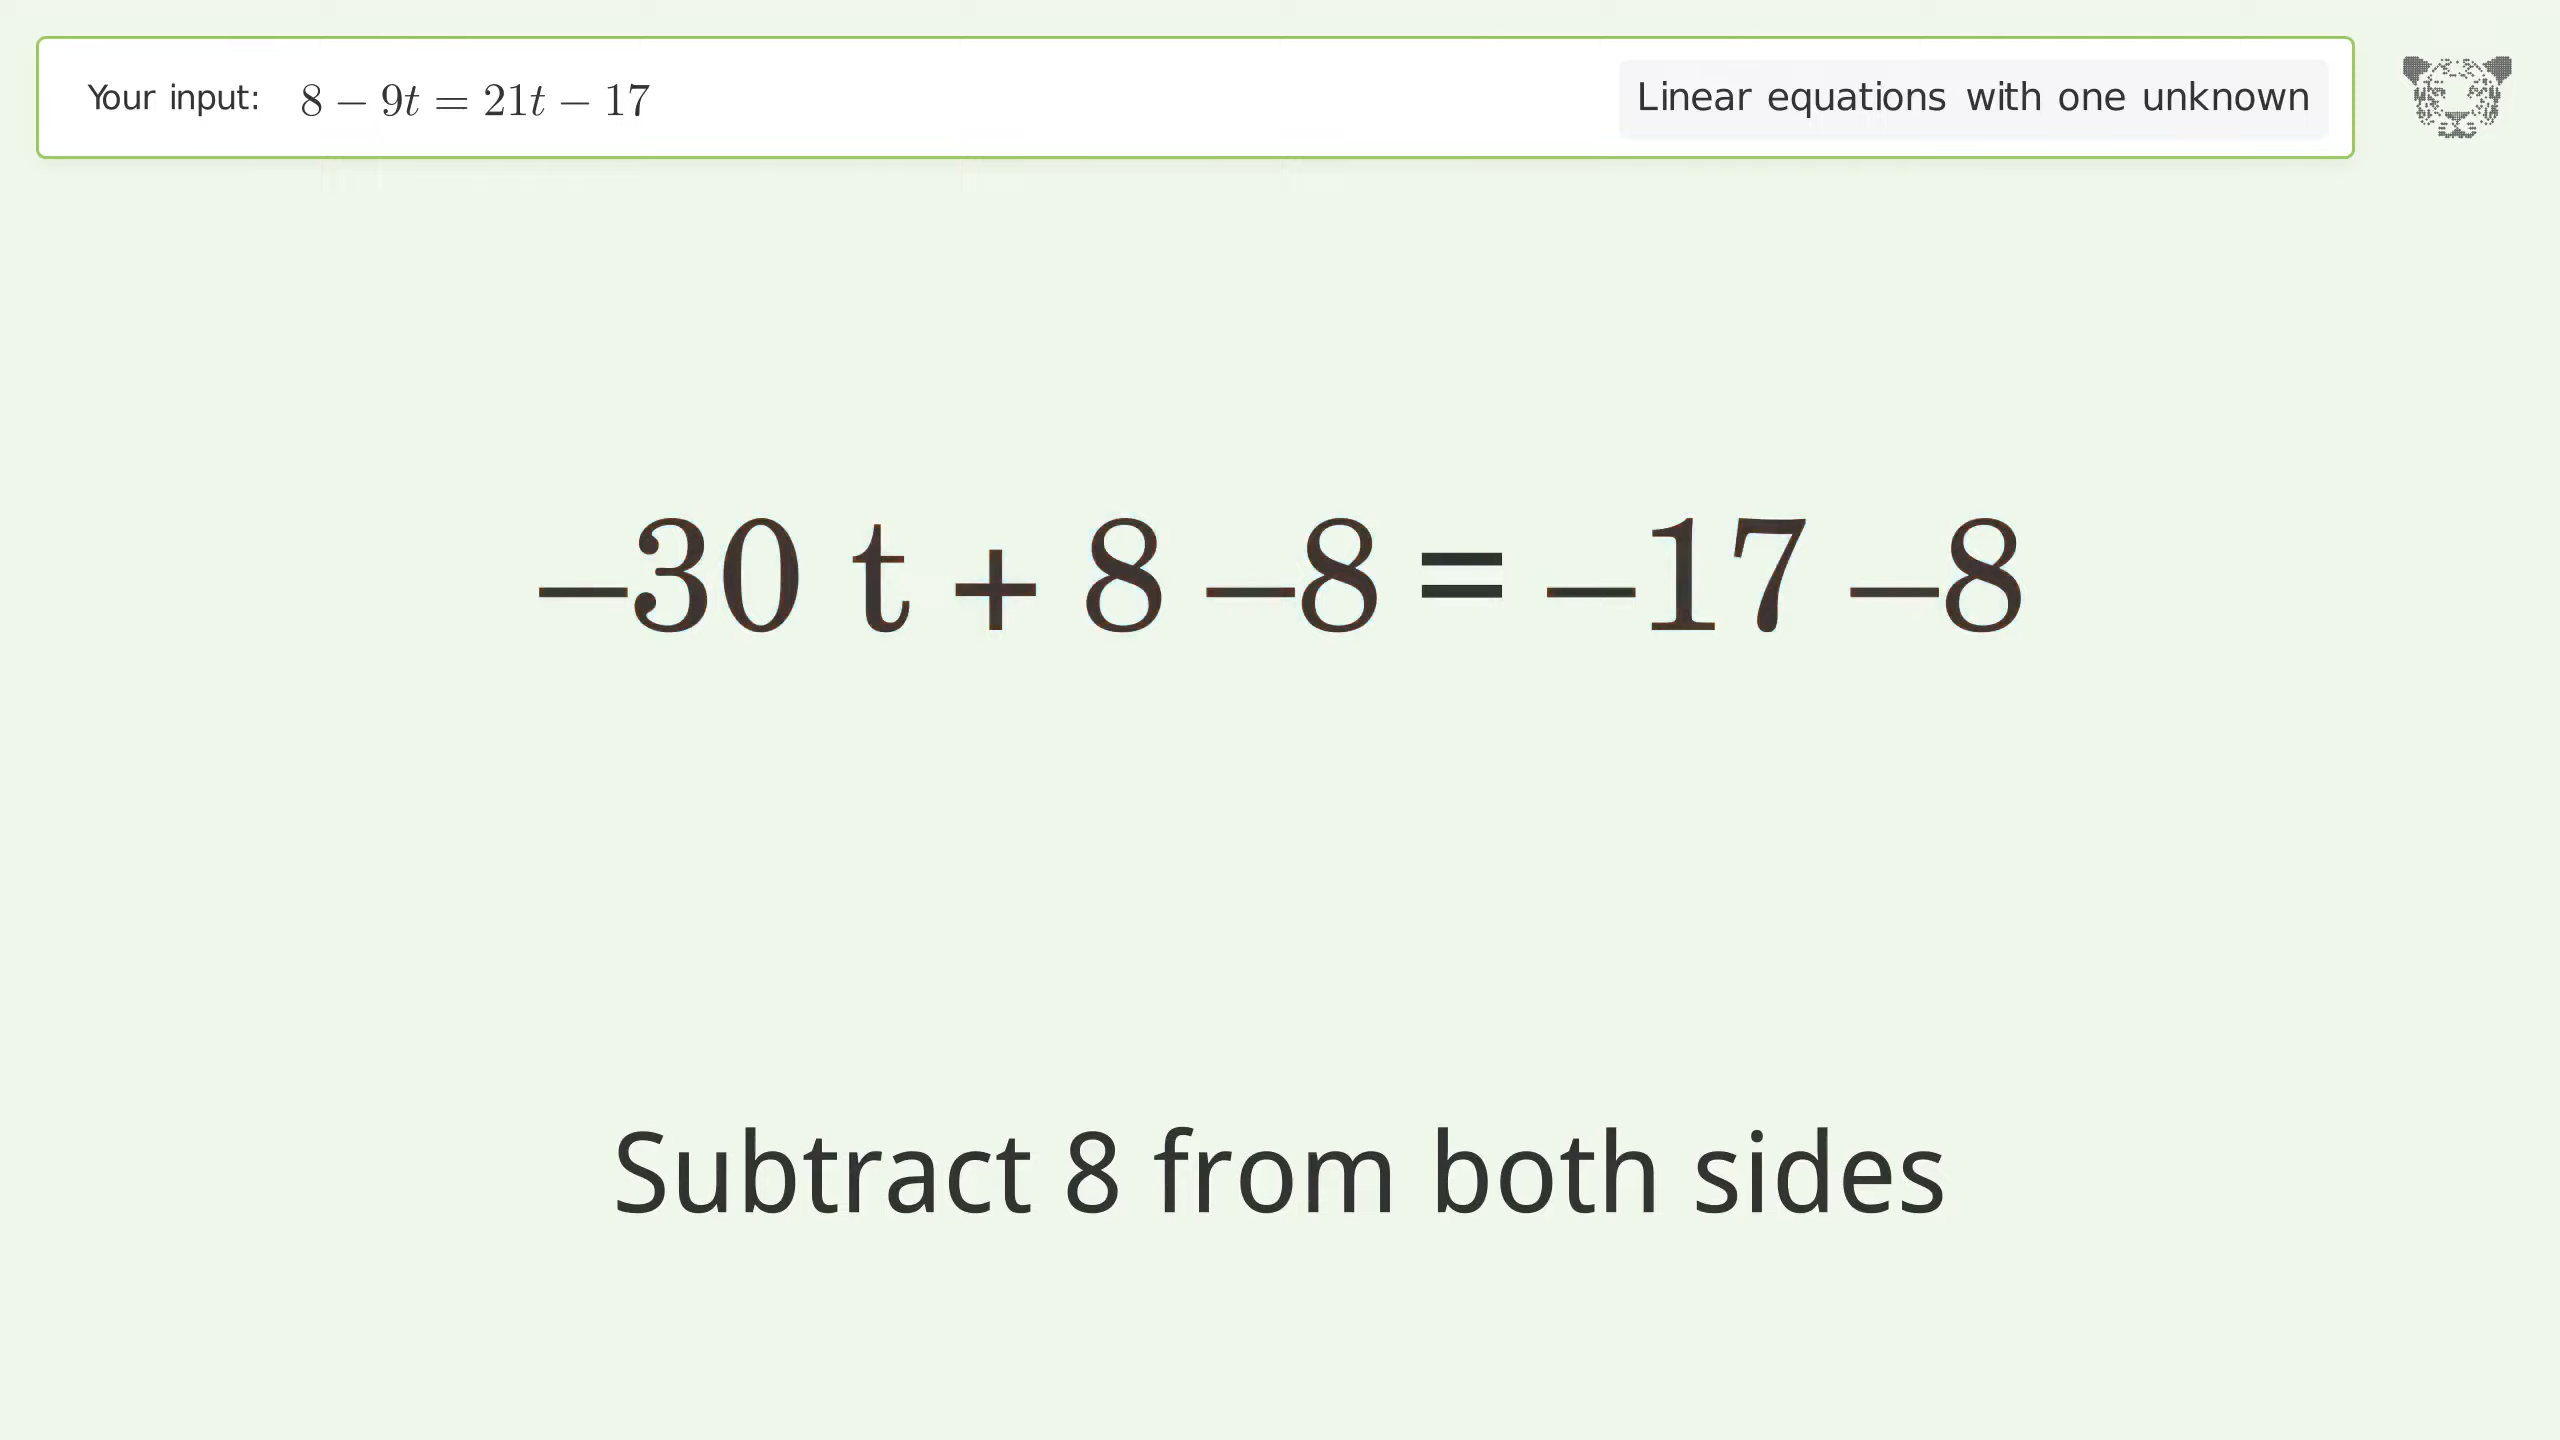 Your input: 8 − 9t = 21t − 17
Linear equations with one unknown
−30 t + 8 −8 = −17 −8
Subtract 8 from both sides